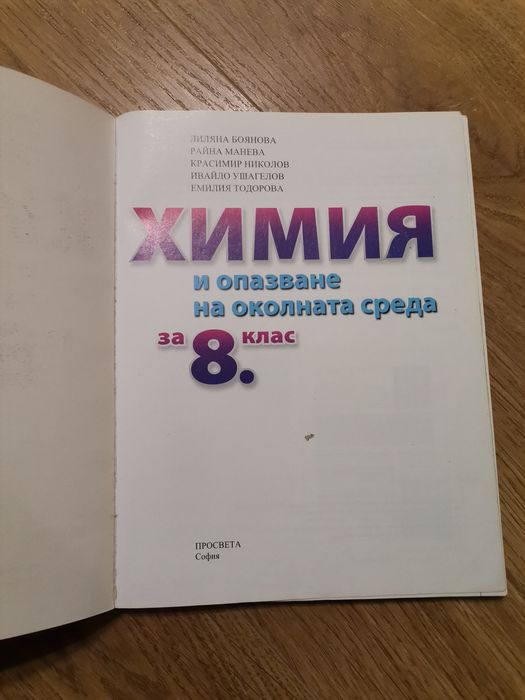 ЛИЛЯНА БОЯНОВА
РАЙНА МАНЕВА
КРАСИМИР НИКОЛОВ
ИВАЙЛО УШАГЕЛОВ
ЕМИЛИЯ ТОДОРОВА
ХИМИЯ
и опазване
на околната среда
за 8. клас
ПРОСВЕТА
София